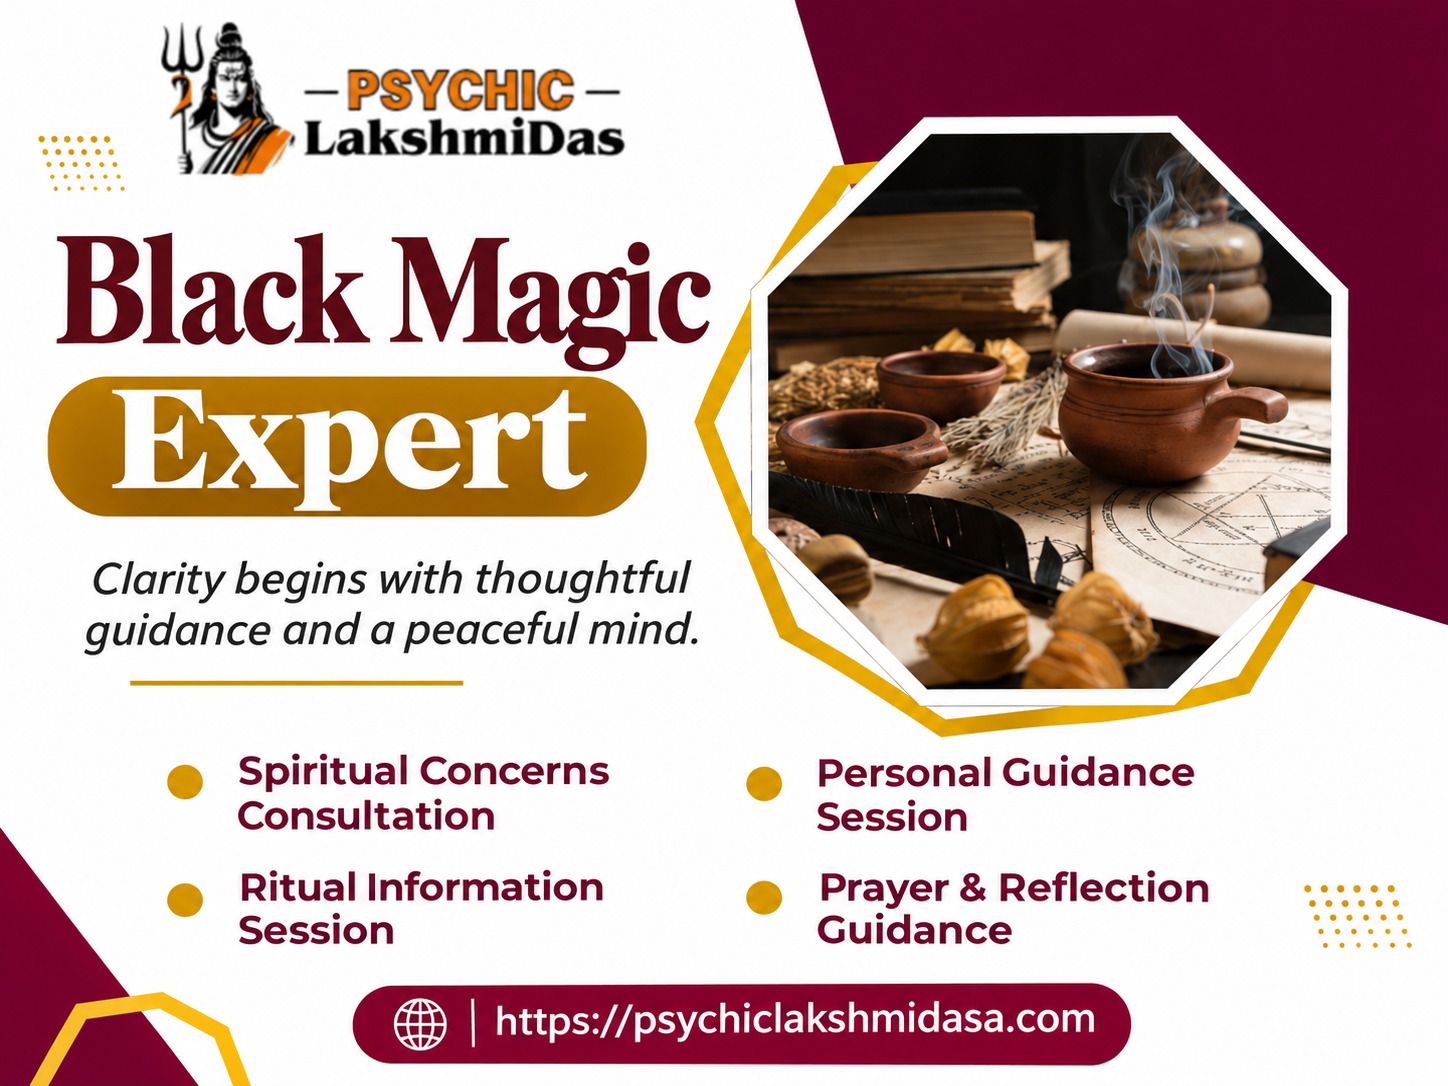 PSYCHIC
LakshmiDas
Black Magic
Expert
Clarity begins with thoughtful
guidance and a peaceful mind.
Spiritual Concerns
Consultation
Personal Guidance
Session
Ritual Information
Session
Prayer & Reflection
Guidance
https://psychiclakshmidasa.com